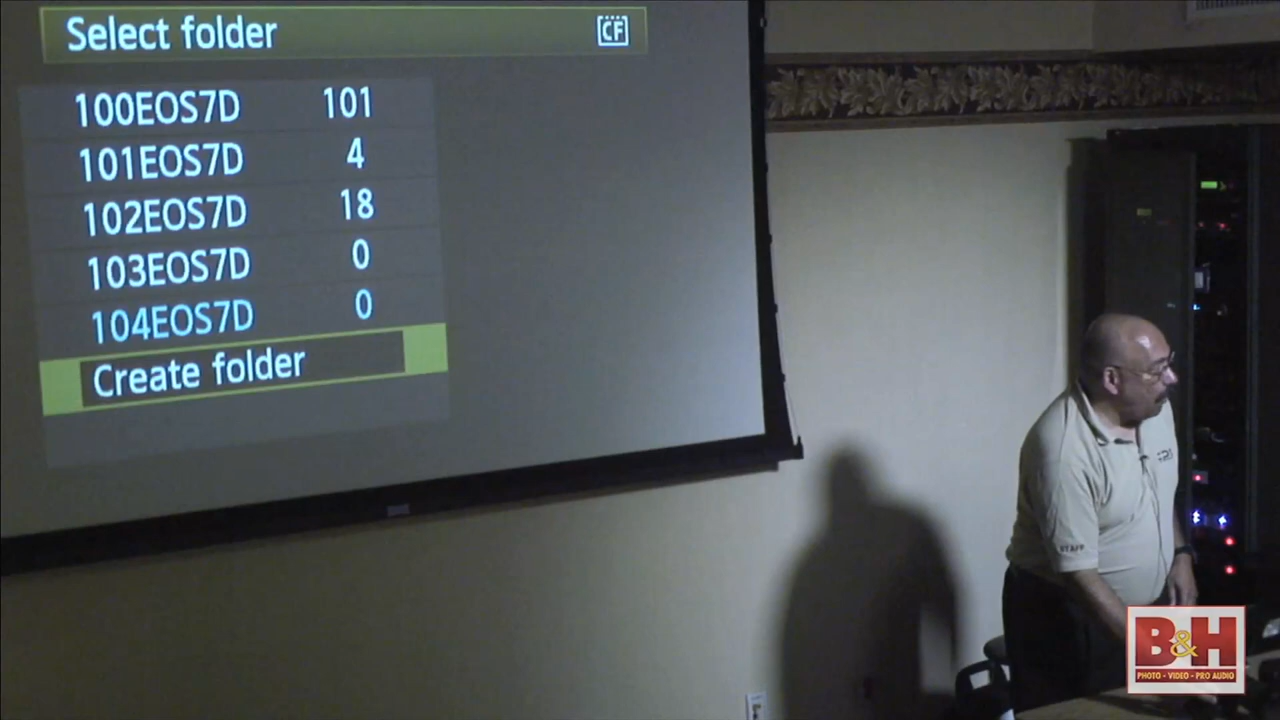 Select folder CF
100EOS7D 101
101EOS7D 4
102EOS7D 18
103EOS7D 0
104EOS7D 0
Create folder
STAFF
B&H
PHOTO - VIDEO - PRO AUDIO